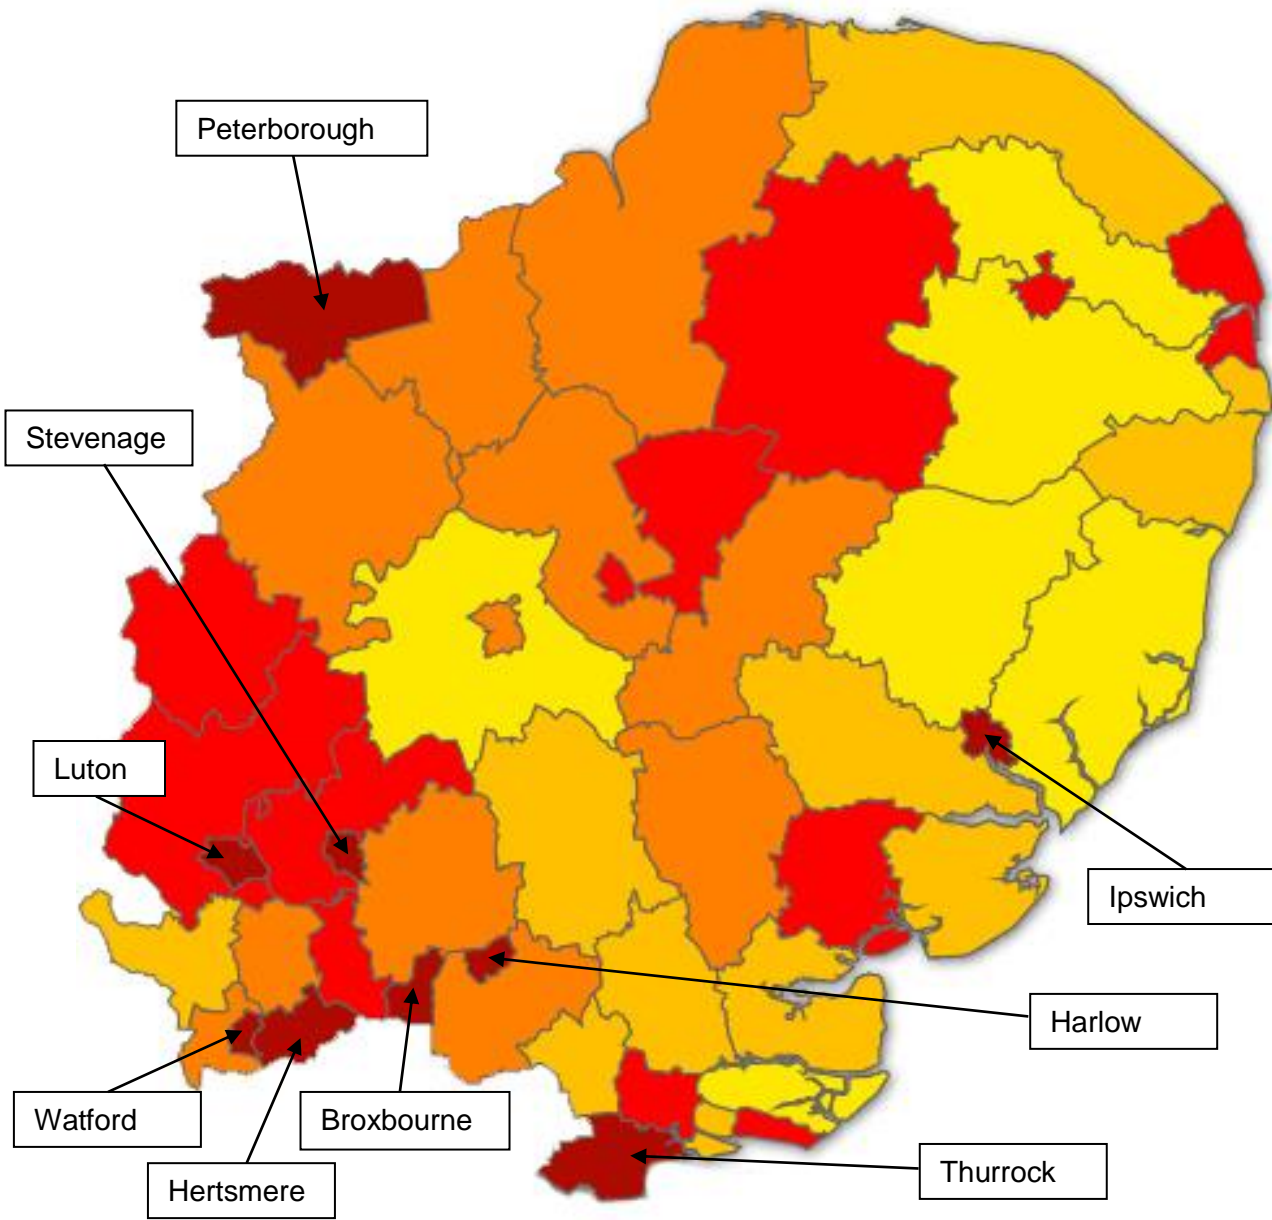 Peterborough
Stevenage
Luton
Ipswich
Harlow
Watford
Broxbourne
Hertsmere
Thurrock